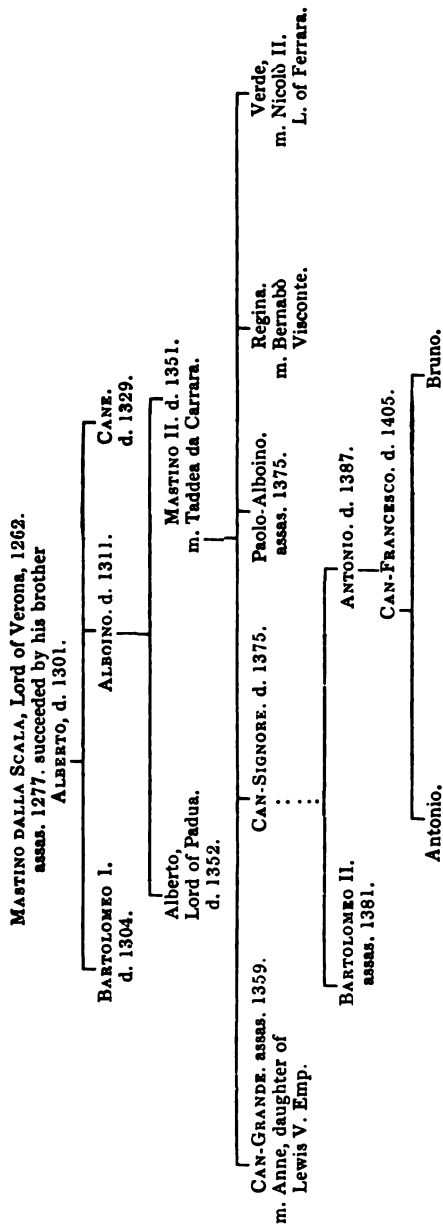 MASTINO DALLA SCALA, Lord of Verona, 1262.
assas. 1277. succeeded by his brother
ALBERTO, d. 1301.
BARTOLOMEO I.
d. 1304.
ALBOINO. d. 1311.
CANE.
d. 1329.
Alberto,
Lord of Padua.
d. 1352.
MASTINO II. d. 1351.
m. Taddea da Carrara.
CAN-GRANDE. assas. 1359.
m. Anne, daughter of
Lewis V. Emp.
CAN-SIGNORE. d. 1375.
Paolo-Alboino.
assas. 1375.
Regina.
m. Bernabò
Visconte.
Verde,
m. Nicolò II.
L. of Ferrara.
BARTOLOMEO II.
assas. 1381.
ANTONIO. d. 1387.
CAN-FRANCESCO. d. 1405.
Antonio.
Bruno.